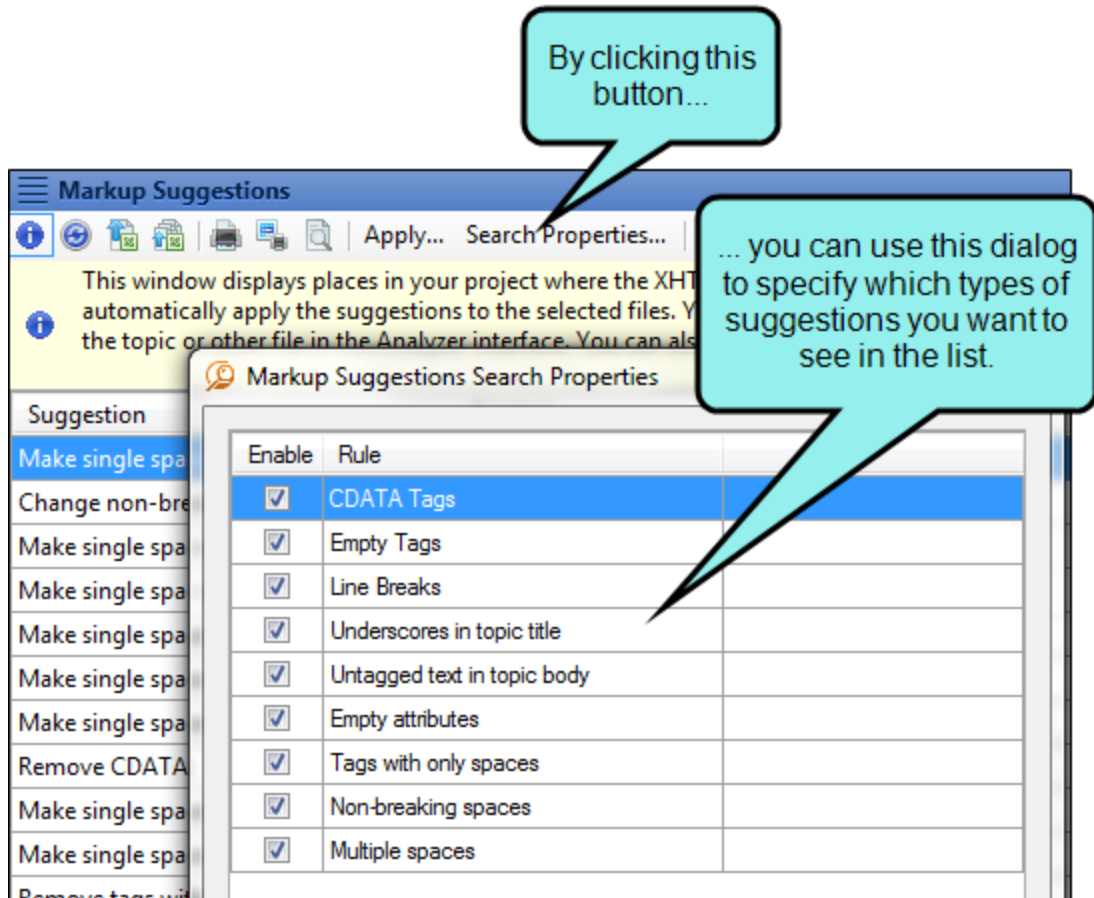 By clicking this
button...
Markup Suggestions
Apply... Search Properties...
... you can use this dialog
to specify which types of
suggestions you want to
see in the list.
This window displays places in your project where the XHT
automatically apply the suggestions to the selected files. Y
the topic or other file in the Analyzer interface. You can als
Markup Suggestions Search Properties
Suggestion
Make single spa
Change non-bre
Make single spa
Make single spa
Make single spa
Make single spa
Make single spa
Remove CDATA
Make single spa
Make single spa
Remove tags wit
Enable Rule
CDATA Tags
Empty Tags
Line Breaks
Underscores in topic title
Untagged text in topic body
Empty attributes
Tags with only spaces
Non-breaking spaces
Multiple spaces